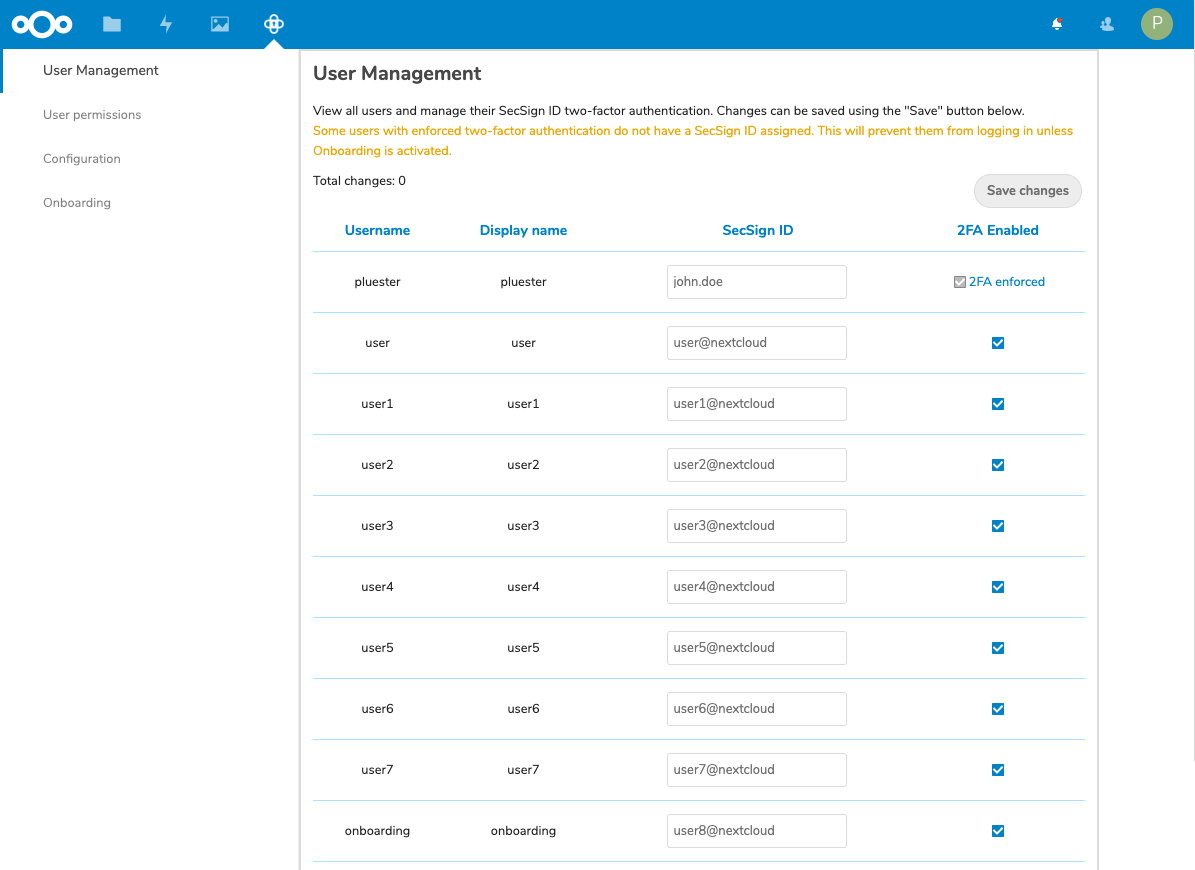 P
User Management
User permissions
Configuration
Onboarding
User Management
View all users and manage their SecSign ID two-factor authentication. Changes can be saved using the "Save" button below.
Some users with enforced two-factor authentication do not have a SecSign ID assigned. This will prevent them from logging in unless
Onboarding is activated.
Total changes: 0
Save changes
Username Display name SecSign ID 2FA Enabled
pluester pluester john.doe 2FA enforced
user user user@nextcloud
user1 user1 user1@nextcloud
user2 user2 user2@nextcloud
user3 user3 user3@nextcloud
user4 user4 user4@nextcloud
user5 user5 user5@nextcloud
user6 user6 user6@nextcloud
user7 user7 user7@nextcloud
onboarding onboarding user8@nextcloud